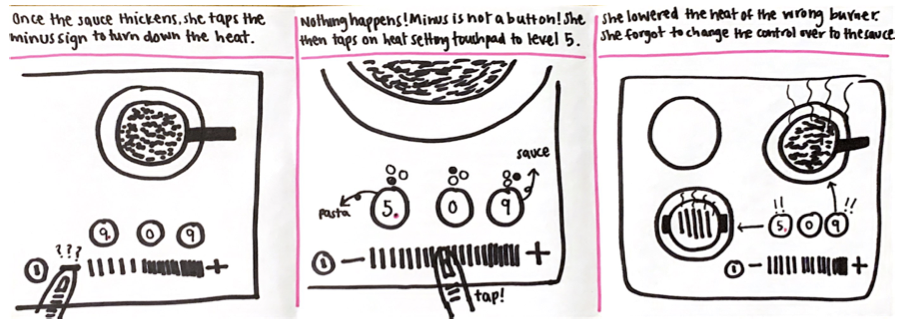 Once the sauce thickens, she taps the
minus sign to turn down the heat.
9. 0 9
???
+
Nothing happens! Minus is not a button! She
then taps on heat setting touchpad to level 5.
sauce
pasta
5. 0 9
− +
tap!
She lowered the heat of the wrong burner.
She forgot to change the control over to the sauce
!! !!
5. 0 9
− +